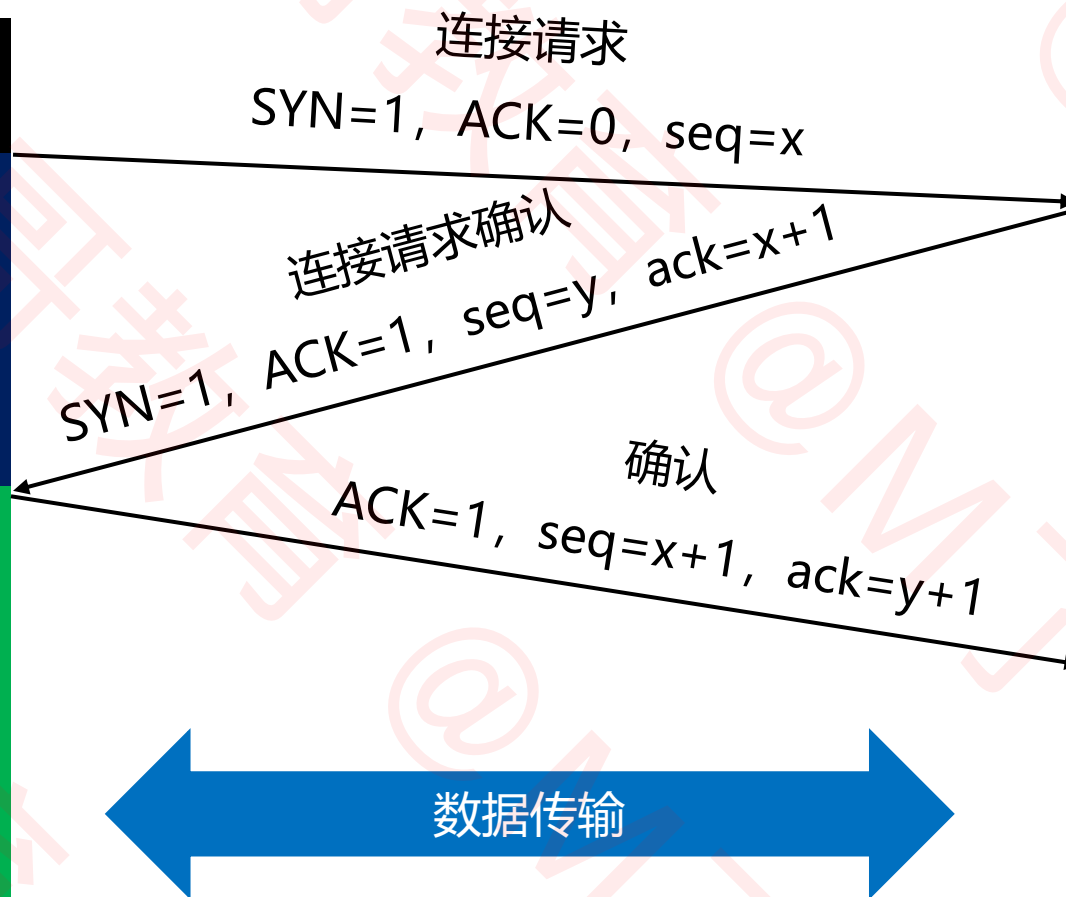 连接请求
SYN=1，ACK=0，seq=x
连接请求确认
SYN=1，ACK=1，seq=y，ack=x+1
确认
ACK=1，seq=x+1，ack=y+1
数据传输